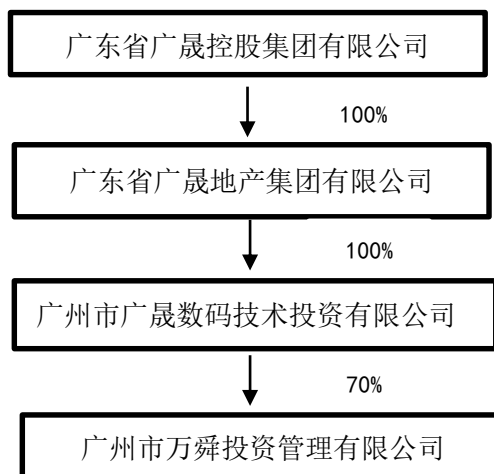 广东省广晟控股集团有限公司
100%
广东省广晟地产集团有限公司
100%
广州市广晟数码技术投资有限公司
70%
广州市万舜投资管理有限公司